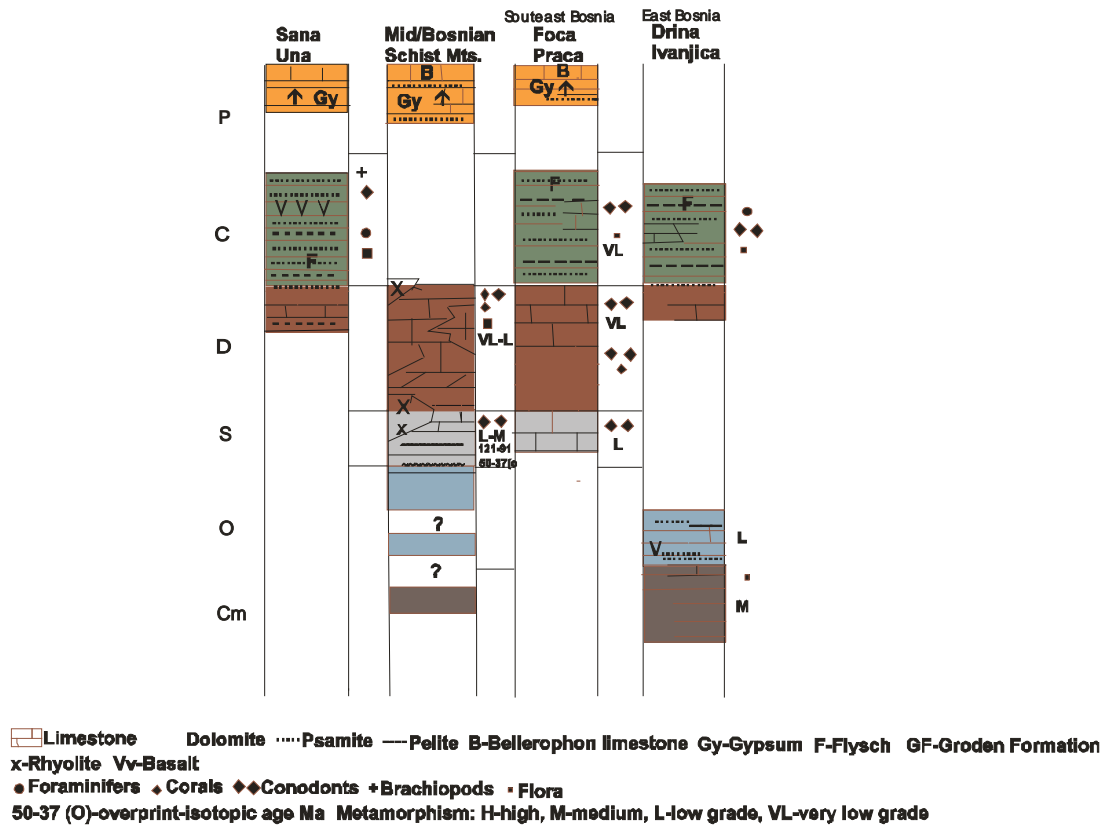 Souteast Bosnia East Bosnia
Sana Mid/Bosnian Foca Drina
Una Schist Mts. Praca Ivanjica
B B
Gy Gy Gy
P
+
V V V F F
C
VL
F
X
VL
VL-L
D
X
x L-M L
S
121-91
50-37(o
O ?
V L
?
M
Cm
Limestone Dolomite Psamite Pelite B-Bellerophon limestone Gy-Gypsum F-Flysch GF-Groden Formation
x-Rhyolite Vv-Basalt
Foraminifers Corals Conodonts +Brachiopods Flora
50-37 (O)-overprint-isotopic age Ma Metamorphism: H-high, M-medium, L-low grade, VL-very low grade